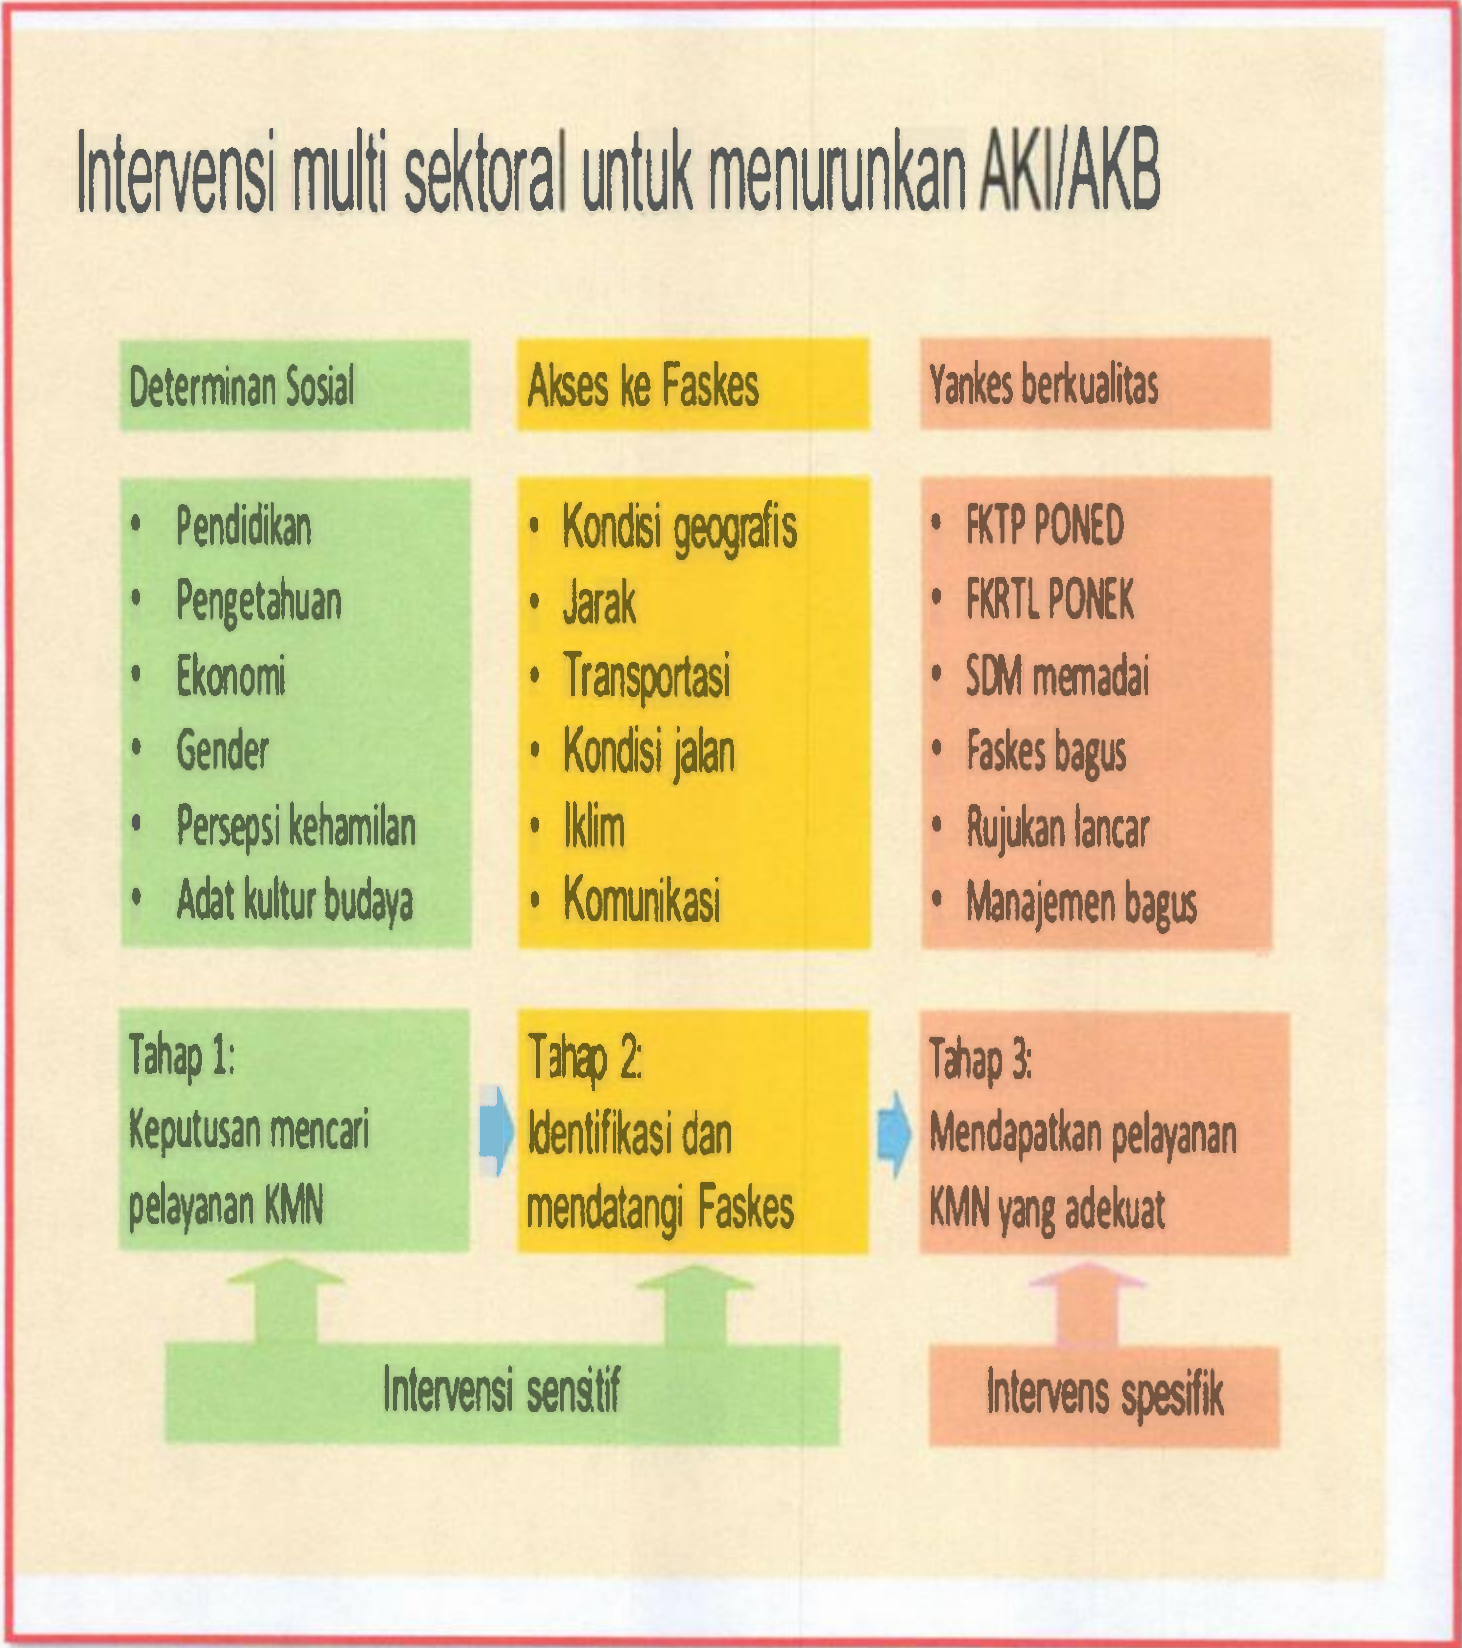 Intervensi multi sektoral untuk menurunkan AKI/AKB
Determinan Sosial
• Pendidikan
• Pengetahuan
• Ekonomi
• Gender
• Persepsi kehamilan
• Adat kultur budaya
Tahap 1:
Keputusan mencari
pelayanan KMN
Akses ke Faskes
• Kondisi geografis
• Jarak
• Transportasi
• Kondisi jalan
• Iklim
• Komunikasi
Tahap 2:
Identifikasi dan
mendatangi Faskes
Yankes berkualitas
• FKTP PONED
• FKRTL PONEK
• SDM memadai
• Faskes bagus
• Rujukan lancar
• Manajemen bagus
Tahap 3:
Mendapatkan pelayanan
KMN yang adekuat
Intervensi sensitif
Intervens spesifik